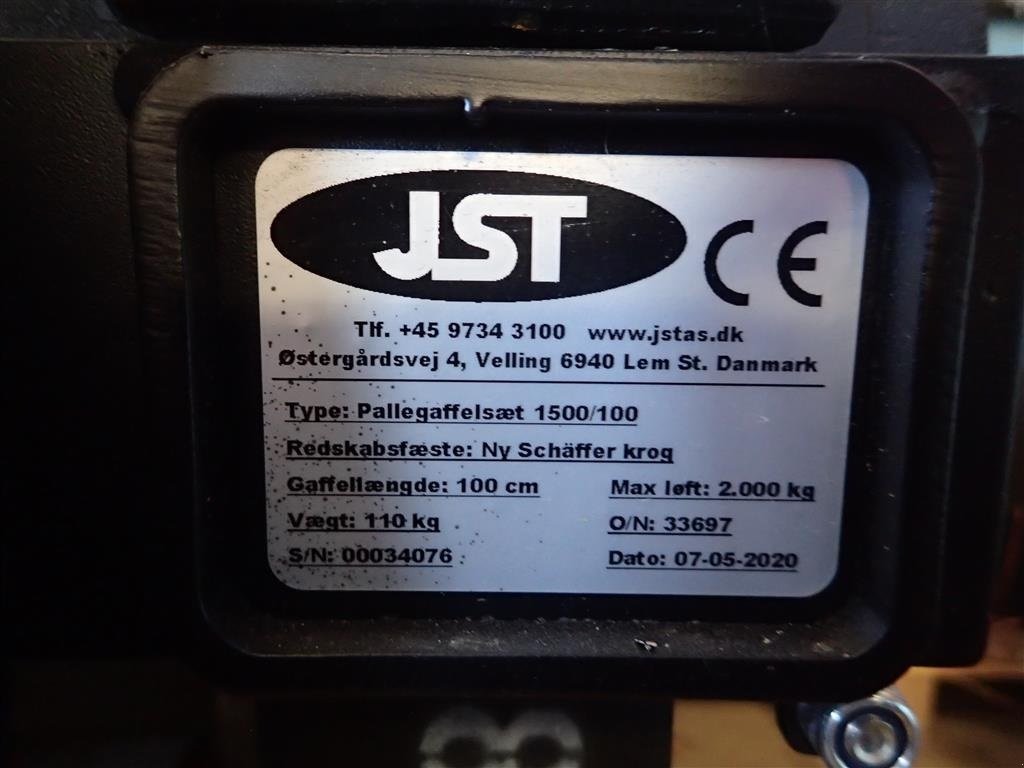 JST CE
Tlf. +45 9734 3100 www.jstas.dk
Østergårdsvej 4, Velling 6940 Lem St. Danmark
Type: Pallegaffelsæt 1500/100
Redskabsfæste: Ny Schäffer krog
Gaffellængde: 100 cm Max løft: 2.000 kg
Vægt: 110 kg O/N: 33697
S/N: 00034076 Dato: 07-05-2020